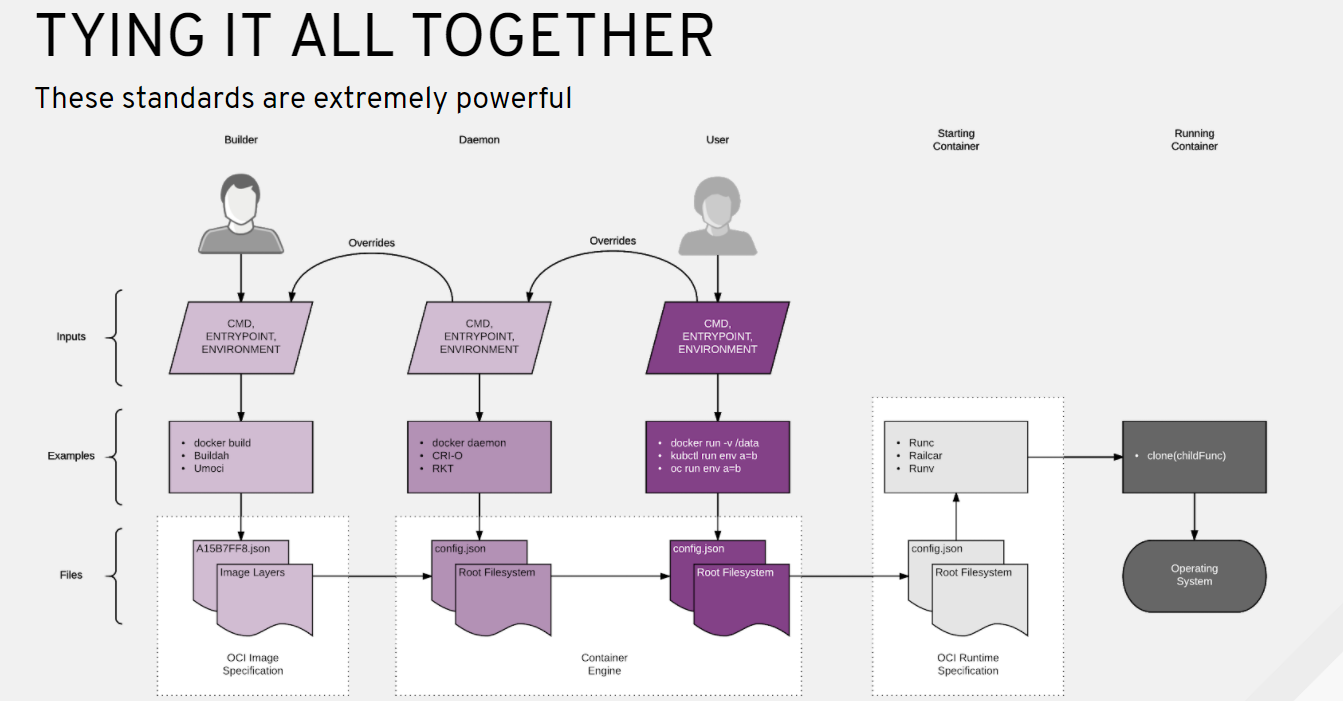 TYING IT ALL TOGETHER
These standards are extremely powerful
Builder
Daemon
User
Starting
Container
Running
Container
Overrides
Overrides
Inputs
CMD,
ENTRYPOINT,
ENVIRONMENT
CMD,
ENTRYPOINT,
ENVIRONMENT
CMD,
ENTRYPOINT,
ENVIRONMENT
Examples
• docker build
• Buildah
• Umoci
• docker daemon
• CRI-O
• RKT
• docker run -v /data
• kubctl run env a=b
• oc run env a=b
• Runc
• Railcar
• Runv
• clone(childFunc)
Files
A15B7FF8.json
Image Layers
config.json
Root Filesystem
config.json
Root Filesystem
config.json
Root Filesystem
Operating
System
OCI Image
Specification
Container
Engine
OCI Runtime
Specification